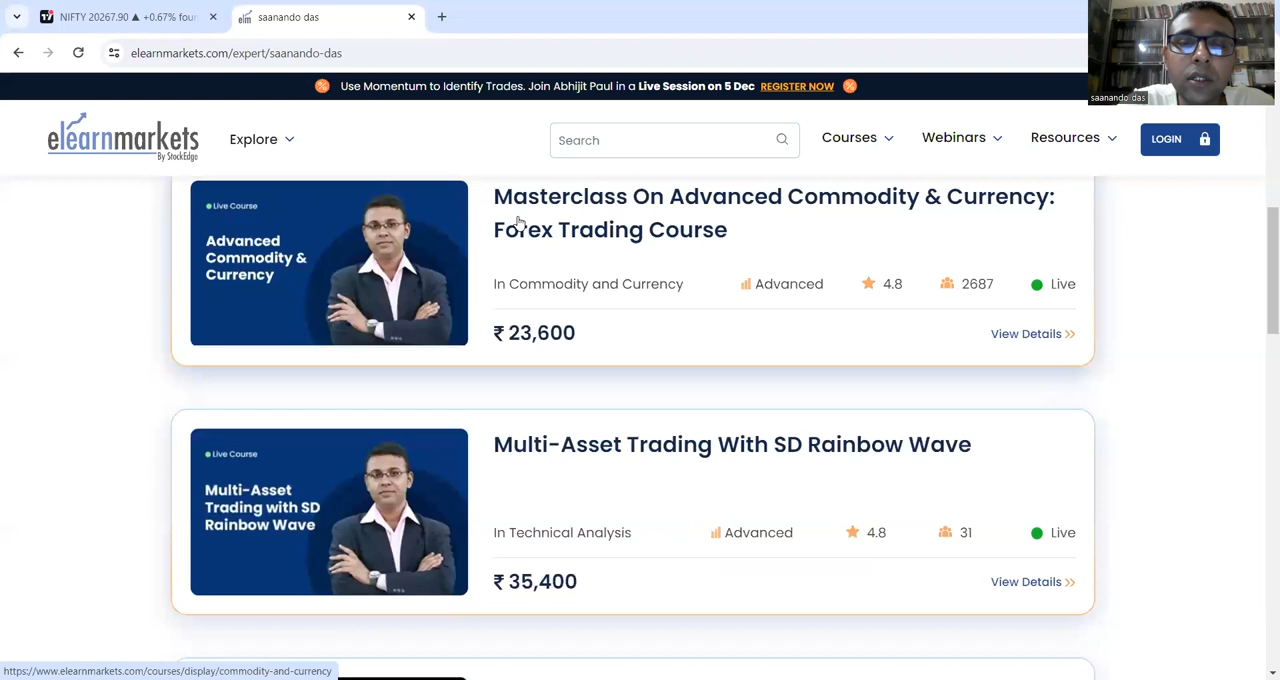 NIFTY 20267.90 ▲ +0.67% four
saanando das
elearnmarkets.com/expert/saanando-das
saanando das
Use Momentum to Identify Trades. Join Abhijit Paul in a Live Session on 5 Dec REGISTER NOW
elearnmarkets
By StockEdge
Explore
Search
Courses
Webinars
Resources
LOGIN
Live Course
Advanced
Commodity &
Currency
Masterclass On Advanced Commodity & Currency:
Forex Trading Course
In Commodity and Currency
Advanced
4.8
2687
Live
₹ 23,600
View Details
Live Course
Multi-Asset
Trading with SD
Rainbow Wave
Multi-Asset Trading With SD Rainbow Wave
In Technical Analysis
Advanced
4.8
31
Live
₹ 35,400
View Details
https://www.elearnmarkets.com/courses/display/commodity-and-currency